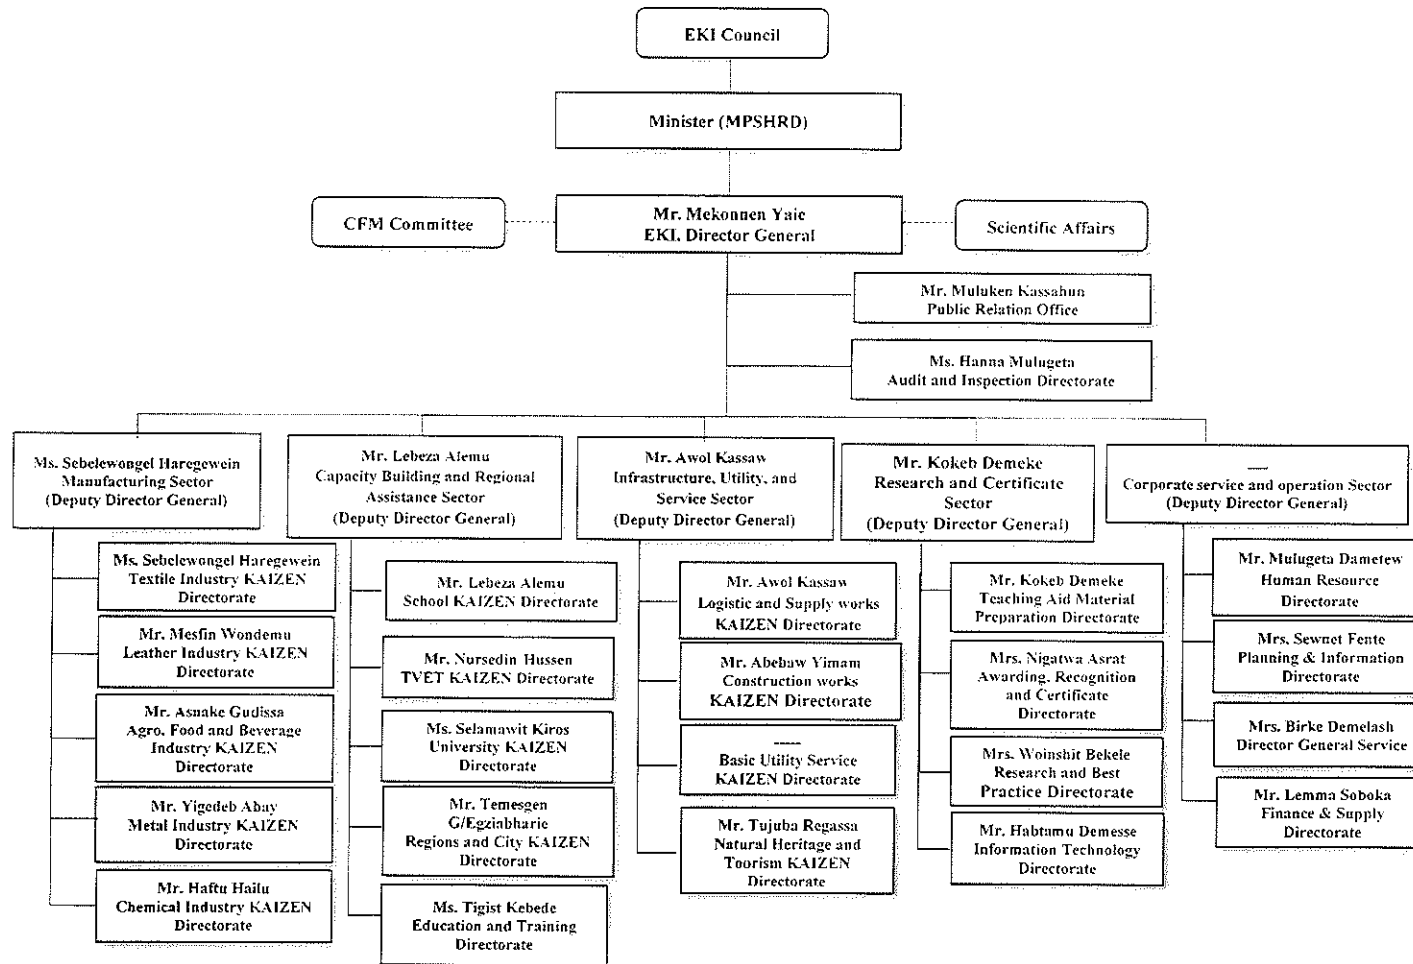 EKI Council
Minister (MPSHRD)
CFM Committee
Mr. Mekonnen Yaie
EKI. Director General
Scientific Affairs
Mr. Muluken Kassahun
Public Relation Office
Ms. Hanna Mulugeta
Audit and Inspection Directorate
Ms. Sebelewongel Haregewein
Manufacturing Sector
(Deputy Director General)
Mr. Lebeza Alemu
Capacity Building and Regional
Assistance Sector
(Deputy Director General)
Mr. Awol Kassaw
Infrastructure, Utility, and
Service Sector
(Deputy Director General)
Mr. Kokeb Demeke
Research and Certificate
Sector
(Deputy Director General)
Corporate service and operation Sector
(Deputy Director General)
Ms. Sebelewongel Haregewein
Textile Industry KAIZEN
Directorate
Mr. Mesfin Wondemu
Leather Industry KAIZEN
Directorate
Mr. Asnake Gudissa
Agro, Food and Beverage
Industry KAIZEN
Directorate
Mr. Yigedeb Abay
Metal Industry KAIZEN
Directorate
Mr. Haftu Hailu
Chemical Industry KAIZEN
Directorate
Mr. Lebeza Alemu
School KAIZEN Directorate
Mr. Nursedin Hussen
TVET KAIZEN Directorate
Ms. Selamawit Kiros
University KAIZEN
Directorate
Mr. Temesgen
G/Egziabharie
Regions and City KAIZEN
Directorate
Ms. Tigist Kebede
Education and Training
Directorate
Mr. Awol Kassaw
Logistic and Supply works
KAIZEN Directorate
Mr. Abebaw Yimam
Construction works
KAIZEN Directorate
Basic Utility Service
KAIZEN Directorate
Mr. Tujuba Regassa
Natural Heritage and
Toorism KAIZEN
Directorate
Mr. Kokeb Demeke
Teaching Aid Material
Preparation Directorate
Mrs. Nigatwa Asrat
Awarding, Recognition
and Certificate
Directorate
Mrs. Woinshit Bekele
Research and Best
Practice Directorate
Mr. Habtamu Demesse
Information Technology
Directorate
Mr. Mulugeta Dametew
Human Resource
Directorate
Mrs. Sewnet Fente
Planning & Information
Directorate
Mrs. Birke Demelash
Director General Service
Mr. Lemma Soboka
Finance & Supply
Directorate